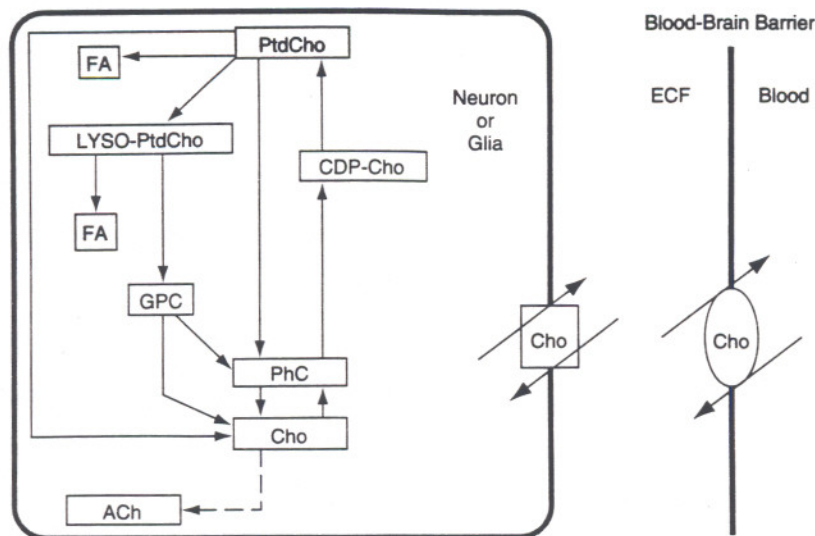 Blood-Brain Barrier
PtdCho
FA
Neuron
or
Glia
ECF
Blood
LYSO-PtdCho
CDP-Cho
FA
GPC
Cho
Cho
PhC
Cho
ACh